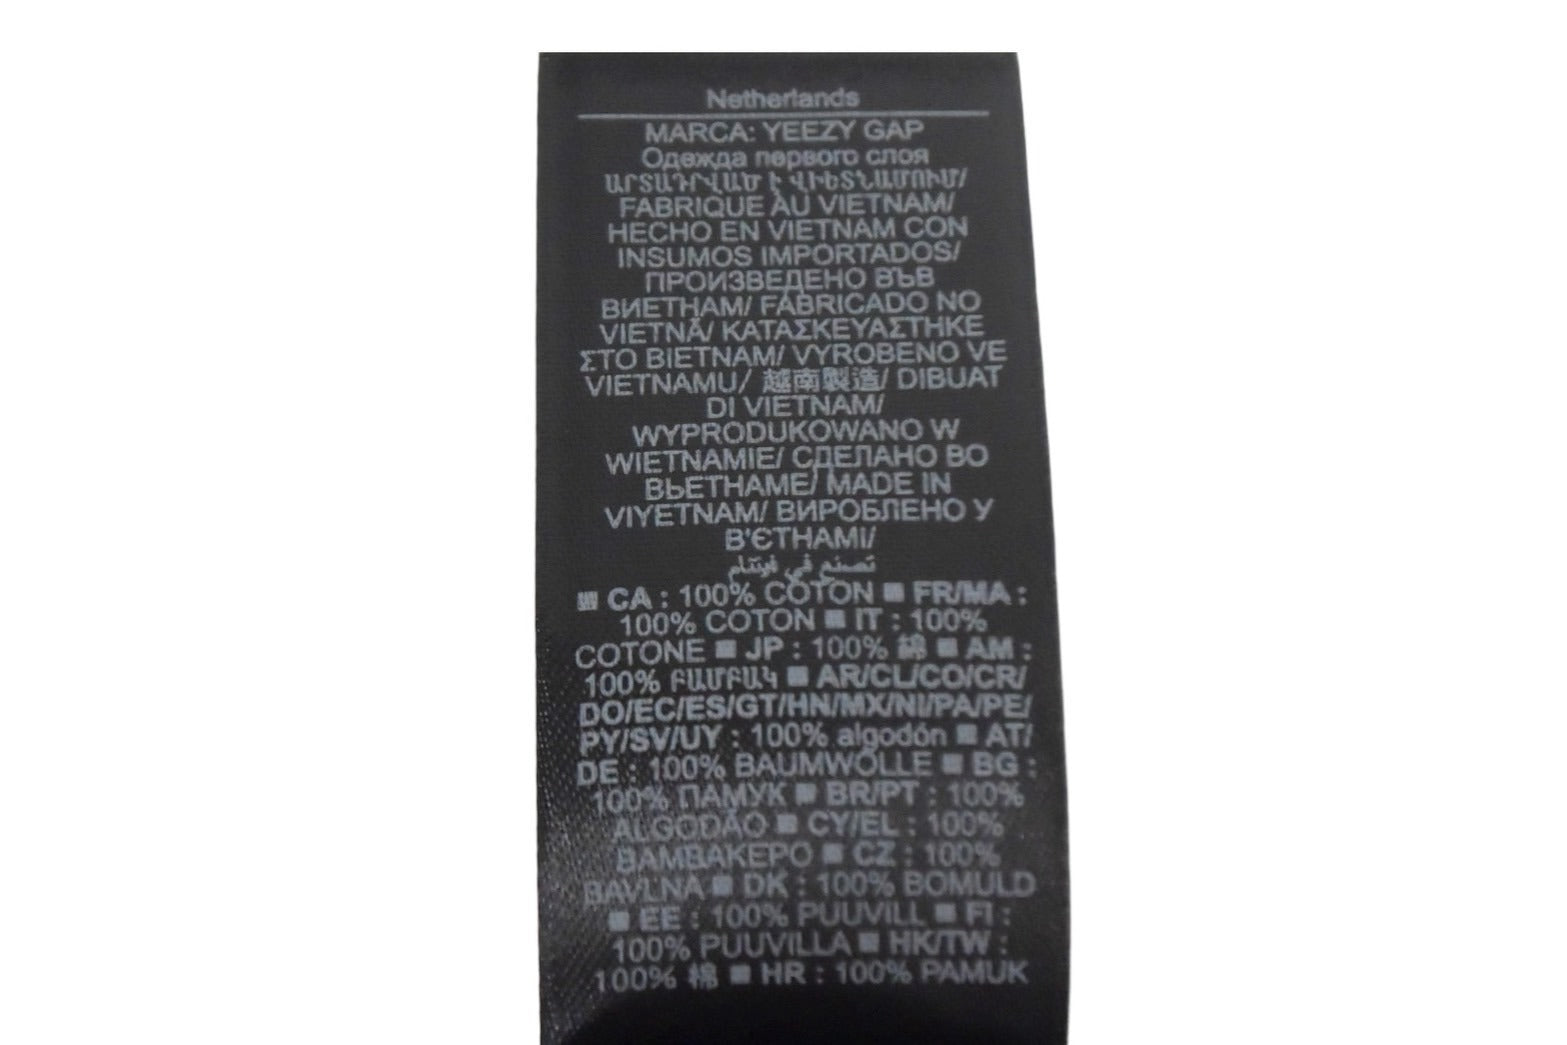 Netherlands
MARCA: YEEZY GAP
Одежда первого слоя
ԱՐՏԱԴՐՎԱԾ Է ՎԻԵՏՆԱՄՈՒՄ/
FABRIQUE AU VIETNAM/
HECHO EN VIETNAM CON
INSUMOS IMPORTADOS/
ПРОИЗВЕДЕНО ВЪВ
ВИЕТНАМ/ FABRICADO NO
VIETNÃ/ ΚΑΤΑΣΚΕΥΑΣΤΗΚΕ
ΣΤΟ ΒΙΕΤΝΑΜ/ VYROBENO VE
VIETNAMU/ 越南製造/ DIBUAT
DI VIETNAM/
WYPRODUKOWANO W
WIETNAMIE/ СДЕЛАНО ВО
ВЬЕТНАМЕ/ MADE IN
VIYETNAM/ ВИРОБЛЕНО У
В'ЄТНАМІ/
تصنع في فيتنام
■ CA : 100% COTON ■ FR/MA :
100% COTON ■ IT : 100%
COTONE ■ JP : 100% 綿 ■ AM :
100% ԲԱՄԲԱԿ ■ AR/CL/CO/CR/
DO/EC/ES/GT/HN/MX/NI/PA/PE/
PY/SV/UY : 100% algodón ■ AT/
DE : 100% BAUMWOLLE ■ BG :
100% ПАМУК ■ BR/PT : 100%
ALGODÃO ■ CY/EL : 100%
ΒΑΜΒΑΚΕΡΟ ■ CZ : 100%
BAVLNA ■ DK : 100% BOMULD
■ EE : 100% PUUVILL ■ FI :
100% PUUVILLA ■ HK/TW :
100% 棉 ■ HR : 100% PAMUK